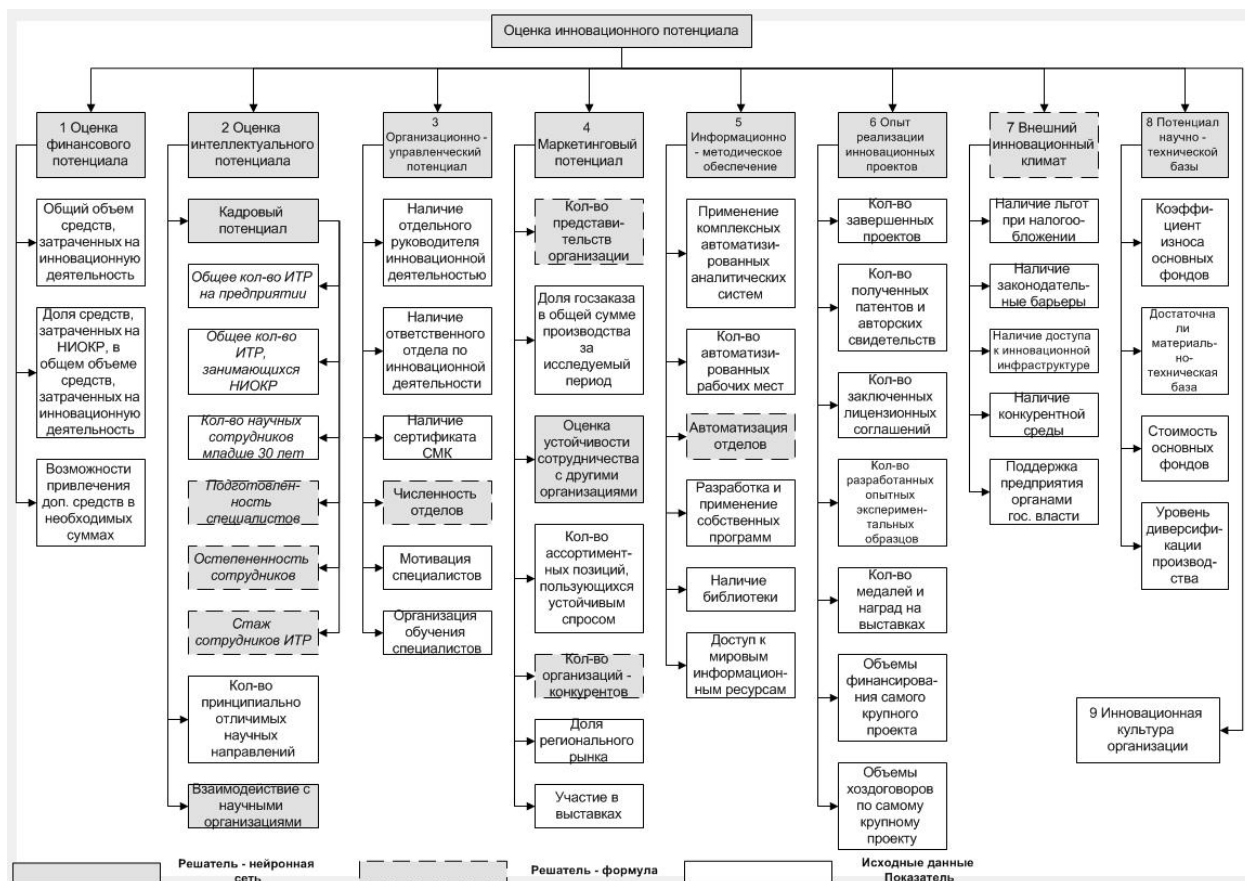 Оценка инновационного потенциала
1 Оценка
финансового
потенциала
Общий объем
средств,
затраченных на
инновационную
деятельность
Доля средств,
затраченных на
НИОКР, в
общем объеме
средств,
затраченных на
инновационную
деятельность
Возможности
привлечения
доп. средств в
необходимых
суммах
2 Оценка
интеллектуального
потенциала
Кадровый
потенциал
Общее кол-во ИТР
на предприятии
Общее кол-во
ИТР,
занимающихся
НИОКР
Кол-во научных
сотрудников
младше 30 лет
Подготовлен-
ность
специалистов
Остепененность
сотрудников
Стаж
сотрудников ИТР
Кол-во
принципиально
отличимых
научных
направлений
Взаимодействие с
научными
организациями
3
Организационно -
управленческий
потенциал
Наличие
отдельного
руководителя
инновационной
деятельностью
Наличие
ответственного
отдела по
инновационной
деятельности
Наличие
сертификата
СМК
Численность
отделов
Мотивация
специалистов
Организация
обучения
специалистов
4
Маркетинговый
потенциал
Кол-во
представи-
тельств
организации
Доля госзаказа
в общей сумме
производства
за
исследуемый
период
Оценка
устойчивости
сотрудничества
с другими
организациями
Кол-во
ассортимент-
ных позиций,
пользующихся
устойчивым
спросом
Кол-во
организаций -
конкурентов
Доля
регионального
рынка
Участие в
выставках
5
Информационно
- методическое
обеспечение
Применение
комплексных
автоматизи-
рованных
аналитических
систем
Кол-во
автоматизи-
рованных
рабочих мест
Автоматизация
отделов
Разработка и
применение
собственных
программ
Наличие
библиотеки
Доступ к
мировым
информацион-
ным ресурсам
6 Опыт
реализации
инновационных
проектов
Кол-во
завершенных
проектов
Кол-во
полученных
патентов и
авторских
свидетельств
Кол-во
заключенных
лицензионных
соглашений
Кол-во
разработанных
опытных
эксперимен-
тальных
образцов
Кол-во
медалей и
наград на
выставках
Объемы
финансирова-
ния самого
крупного
проекта
Объемы
хоздоговоров
по самому
крупному
проекту
7 Внешний
инновационный
климат
Наличие льгот
при налогоо-
бложении
Наличие
законодатель-
ные барьеры
Наличие доступа
к инновационной
инфраструктуре
Наличие
конкурентной
среды
Поддержка
предприятия
органами
гос. власти
8 Потенциал
научно -
технической
базы
Коэффи-
циент
износа
основных
фондов
Достаточна
ли
материаль-
но-
техническая
база
Стоимость
основных
фондов
Уровень
диверсифи-
кации
производ-
ства
9 Инновационная
культура
организации
Решатель - нейронная
сеть
Решатель - формула
Исходные данные
Показатель